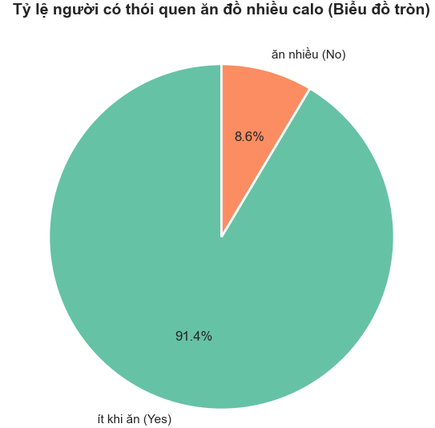 Tỷ lệ người có thói quen ăn đồ nhiều calo (Biểu đồ tròn)
ăn nhiều (No)
8.6%
91.4%
ít khi ăn (Yes)